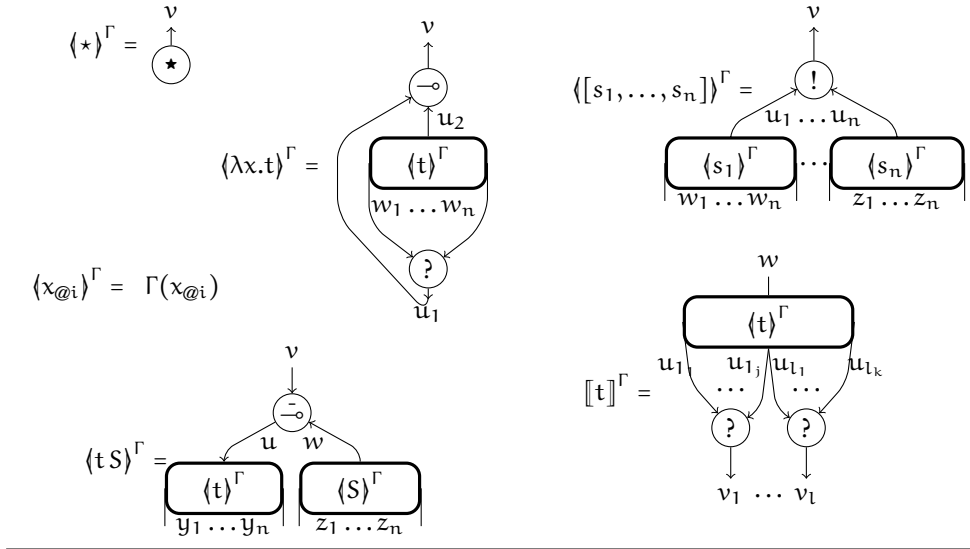 ⟪⋆⟫^Γ = v ⋆
⟪λx.t⟫^Γ = v ⊸ u_2 ⟪t⟫^Γ w_1 … w_n ? u_1
⟪x_{@i}⟫^Γ = Γ(x_{@i})
⟪t S⟫^Γ = v ⊸̄ u w ⟪t⟫^Γ ⟪S⟫^Γ y_1 … y_n z_1 … z_n
⟪[s_1, …, s_n]⟫^Γ = v ! u_1 … u_n ⟪s_1⟫^Γ … ⟪s_n⟫^Γ w_1 … w_n z_1 … z_n
⟦t⟧^Γ = w ⟪t⟫^Γ u_{1_1} u_{1_j} u_{l_1} u_{l_k} … … ? ? v_1 … v_l